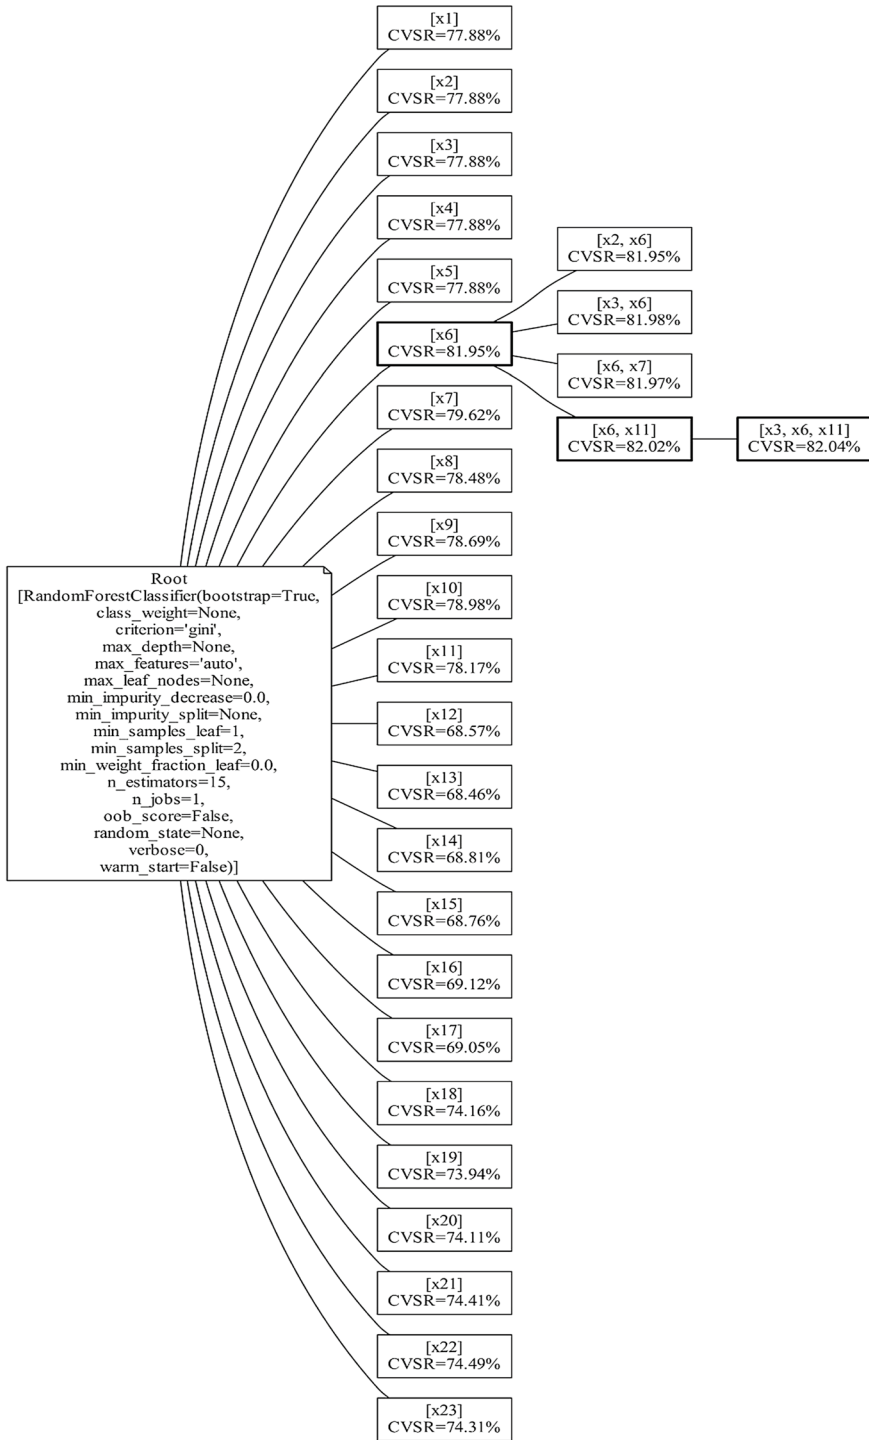 [x1]
CVSR=77.88%
[x2]
CVSR=77.88%
[x3]
CVSR=77.88%
[x4]
CVSR=77.88%
[x5]
CVSR=77.88%
[x6]
CVSR=81.95%
[x7]
CVSR=79.62%
[x8]
CVSR=78.48%
[x9]
CVSR=78.69%
[x10]
CVSR=78.98%
[x11]
CVSR=78.17%
[x12]
CVSR=68.57%
[x13]
CVSR=68.46%
[x14]
CVSR=68.81%
[x15]
CVSR=68.76%
[x16]
CVSR=69.12%
[x17]
CVSR=69.05%
[x18]
CVSR=74.16%
[x19]
CVSR=73.94%
[x20]
CVSR=74.11%
[x21]
CVSR=74.41%
[x22]
CVSR=74.49%
[x23]
CVSR=74.31%
[x2, x6]
CVSR=81.95%
[x3, x6]
CVSR=81.98%
[x6, x7]
CVSR=81.97%
[x6, x11]
CVSR=82.02%
[x3, x6, x11]
CVSR=82.04%
Root
[RandomForestClassifier(bootstrap=True,
class_weight=None,
criterion='gini',
max_depth=None,
max_features='auto',
max_leaf_nodes=None,
min_impurity_decrease=0.0,
min_impurity_split=None,
min_samples_leaf=1,
min_samples_split=2,
min_weight_fraction_leaf=0.0,
n_estimators=15,
n_jobs=1,
oob_score=False,
random_state=None,
verbose=0,
warm_start=False)]